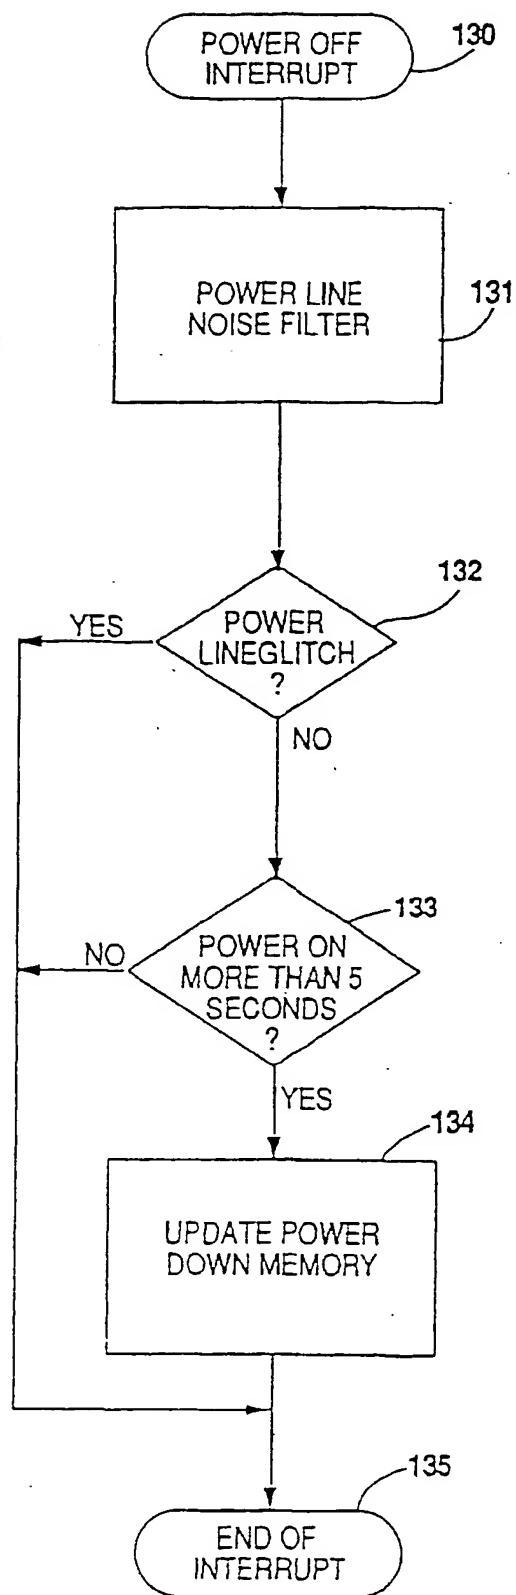 POWER OFF
INTERRUPT
130
POWER LINE
NOISE FILTER
131
132
POWER
LINEGLITCH
?
YES
NO
133
POWER ON
MORE THAN 5
SECONDS
?
NO
YES
134
UPDATE POWER
DOWN MEMORY
135
END OF
INTERRUPT